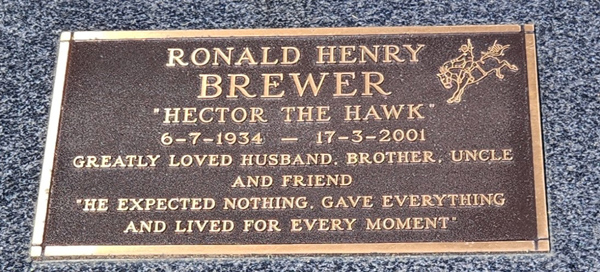 RONALD HENRY
BREWER
"HECTOR THE HAWK"
6-7-1934 — 17-3-2001
GREATLY LOVED HUSBAND, BROTHER, UNCLE
AND FRIEND
"HE EXPECTED NOTHING, GAVE EVERYTHING
AND LIVED FOR EVERY MOMENT"